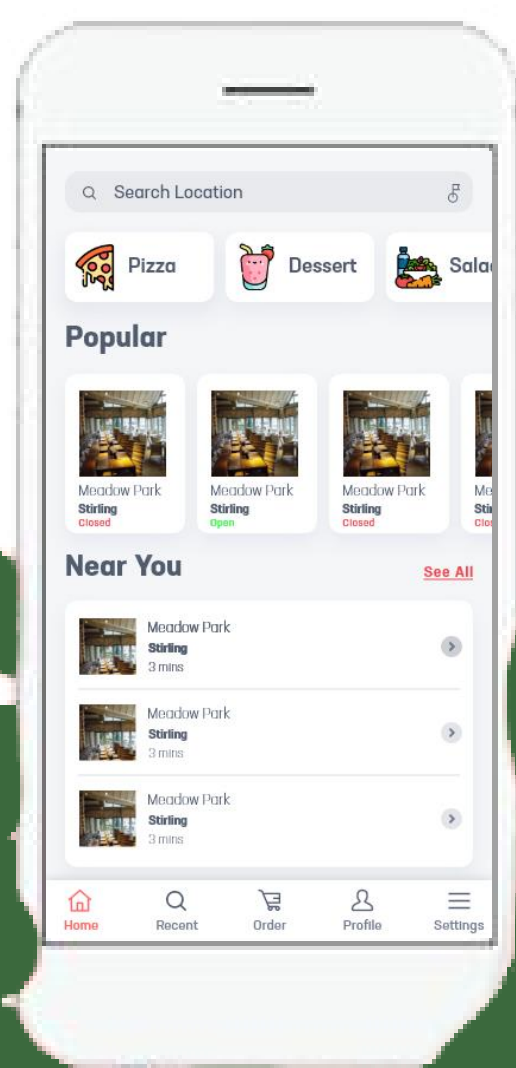 Search Location
Pizza
Dessert
Popular
Meadow Park
Stirling
Closed
Meadow Park
Stirling
Open
Meadow Park
Stirling
Closed
Near You
See All
Meadow Park
Stirling
3 mins
Meadow Park
Stirling
3 mins
Meadow Park
Stirling
3 mins
Home
Recent
Order
Profile
Settings